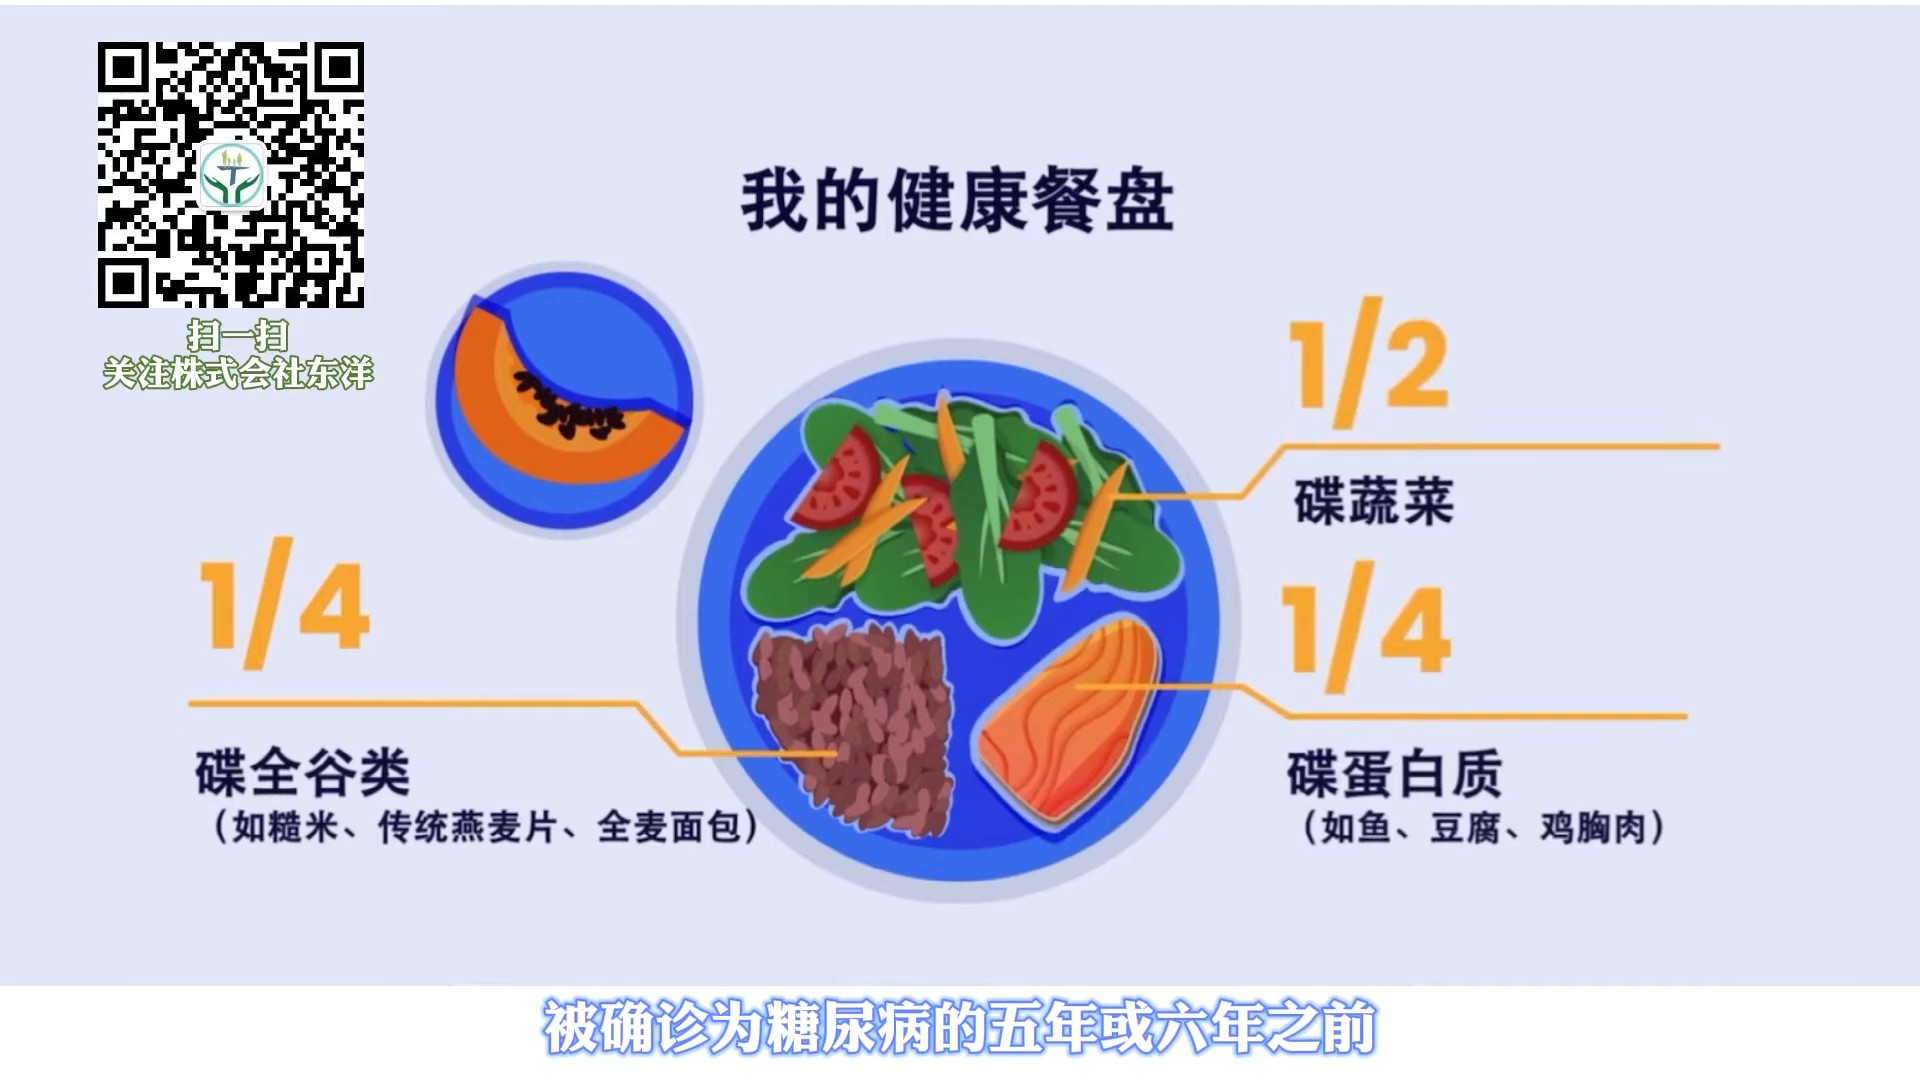 扫一扫
关注株式会社东洋
我的健康餐盘
1/2
碟蔬菜
1/4
碟全谷类
（如糙米、传统燕麦片、全麦面包）
1/4
碟蛋白质
（如鱼、豆腐、鸡胸肉）
被确诊为糖尿病的五年或六年之前